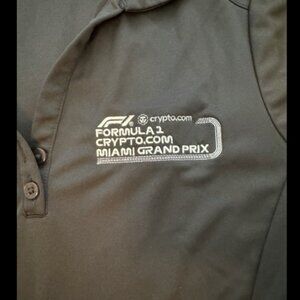 F1® crypto.com
FORMULA 1
CRYPTO.COM
MIAMI GRAND PRIX